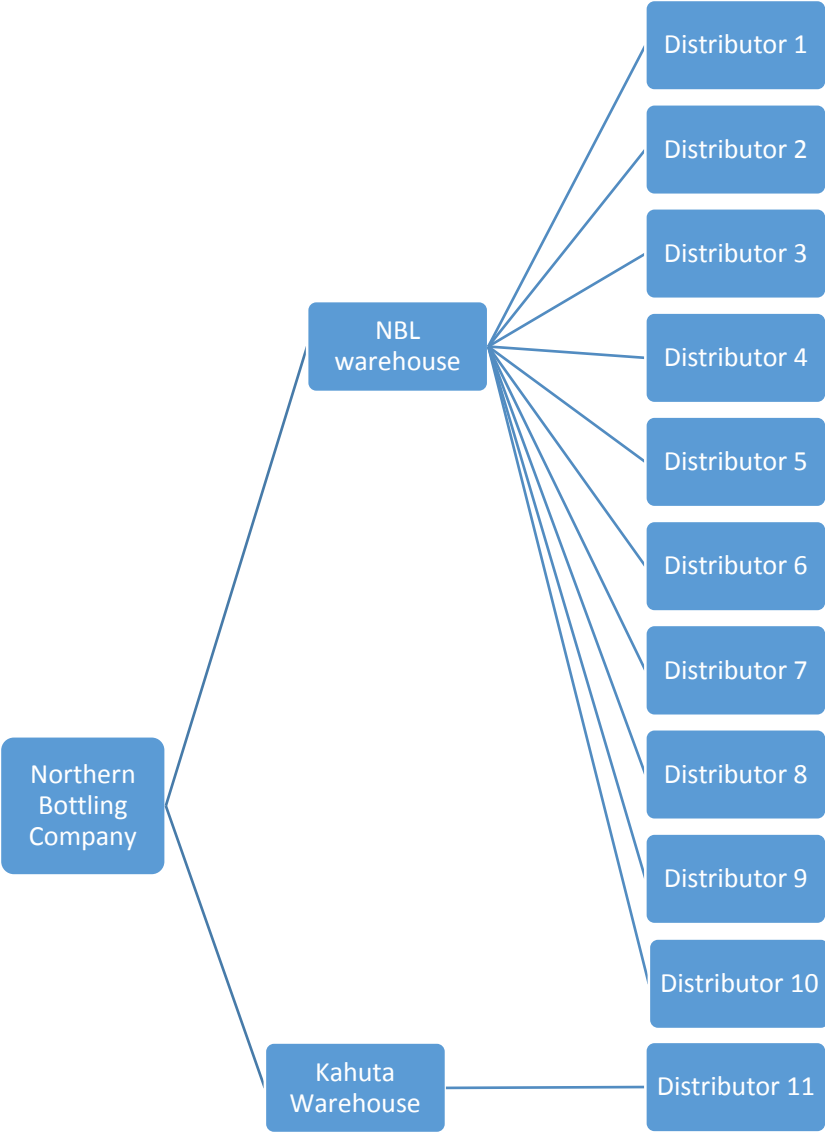 Distributor 1
Distributor 2
Distributor 3
NBL
warehouse
Distributor 4
Distributor 5
Distributor 6
Distributor 7
Northern
Bottling
Company
Distributor 8
Distributor 9
Distributor 10
Kahuta
Warehouse
Distributor 11